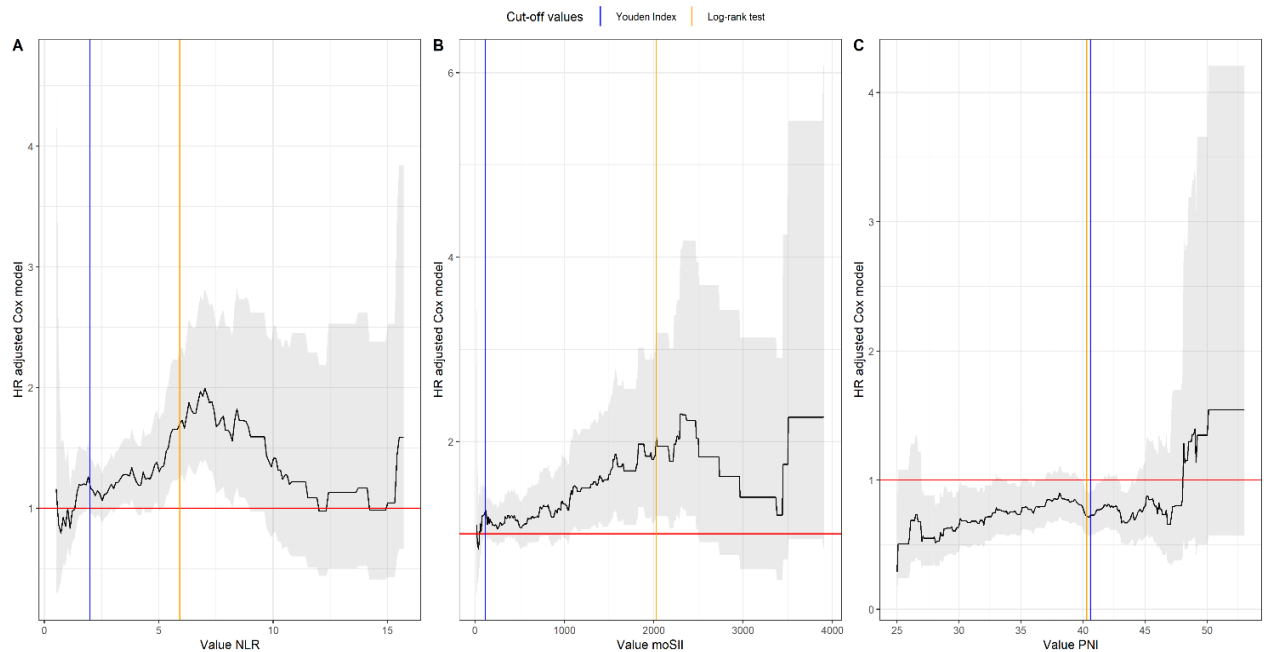 Cut-off values Youden Index Log-rank test
A
HR adjusted Cox model
4
3
2
1
0 5 10 15
Value NLR
B
HR adjusted Cox model
6
4
2
0 1000 2000 3000 4000
Value moSII
C
HR adjusted Cox model
4
3
2
1
0
25 30 35 40 45 50
Value PNI